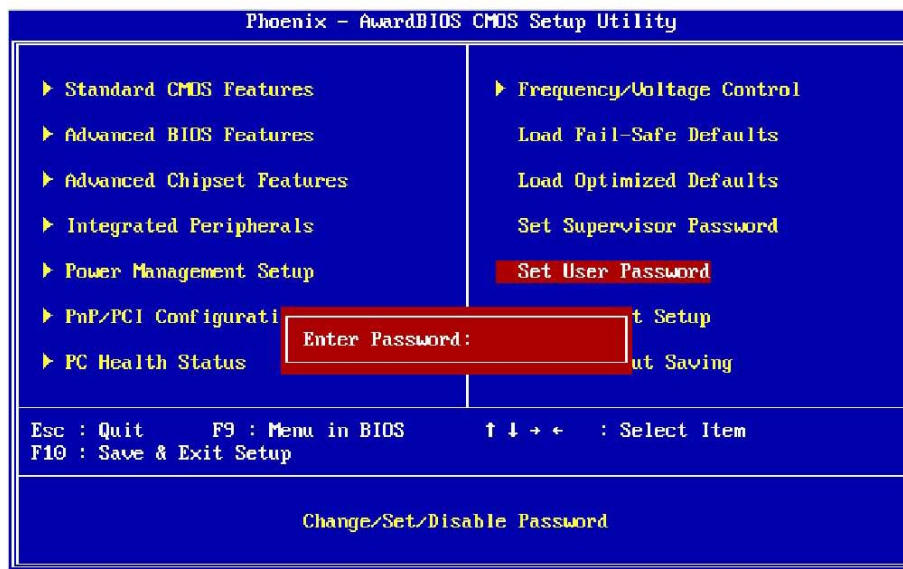 Phoenix - AwardBIOS CMOS Setup Utility
Standard CMOS Features
Advanced BIOS Features
Advanced Chipset Features
Integrated Peripherals
Power Management Setup
PnP/PCI Configurati
PC Health Status
Frequency/Voltage Control
Load Fail-Safe Defaults
Load Optimized Defaults
Set Supervisor Password
Set User Password
t Setup
ut Saving
Enter Password:
Esc : Quit F9 : Menu in BIOS ↑ ↓ → ← : Select Item
F10 : Save & Exit Setup
Change/Set/Disable Password